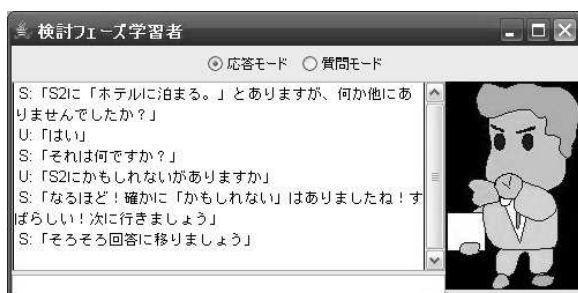 検討フェーズ学習者
応答モード 質問モード
S:「S2に「ホテルに泊まる。」とありますが、何か他にあ
りませんでしたか?」
U:「はい」
S:「それは何ですか?」
U:「S2にかもしれないがありますか」
S:「なるほど!確かに「かもしれない」はありましたね!す
ばらしい!次に行きましょう」
S:「そろそろ回答に移りましょう」